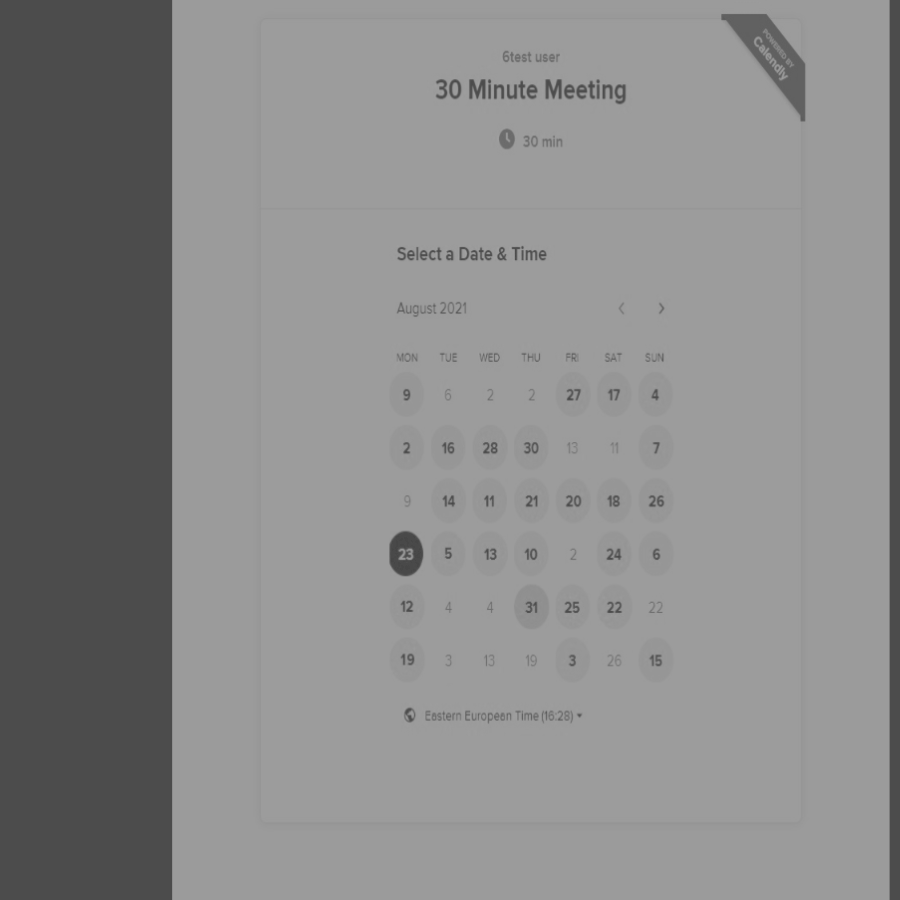 POWERED BY
Calendly
6test user
30 Minute Meeting
30 min
Select a Date & Time
August 2021
MON TUE WED THU FRI SAT SUN
9 6 2 2 27 17 4
2 16 28 30 13 11 7
9 14 11 21 20 18 26
23 5 13 10 2 24 6
12 4 4 31 25 22 22
19 3 13 19 3 26 15
Eastern European Time (16:28)